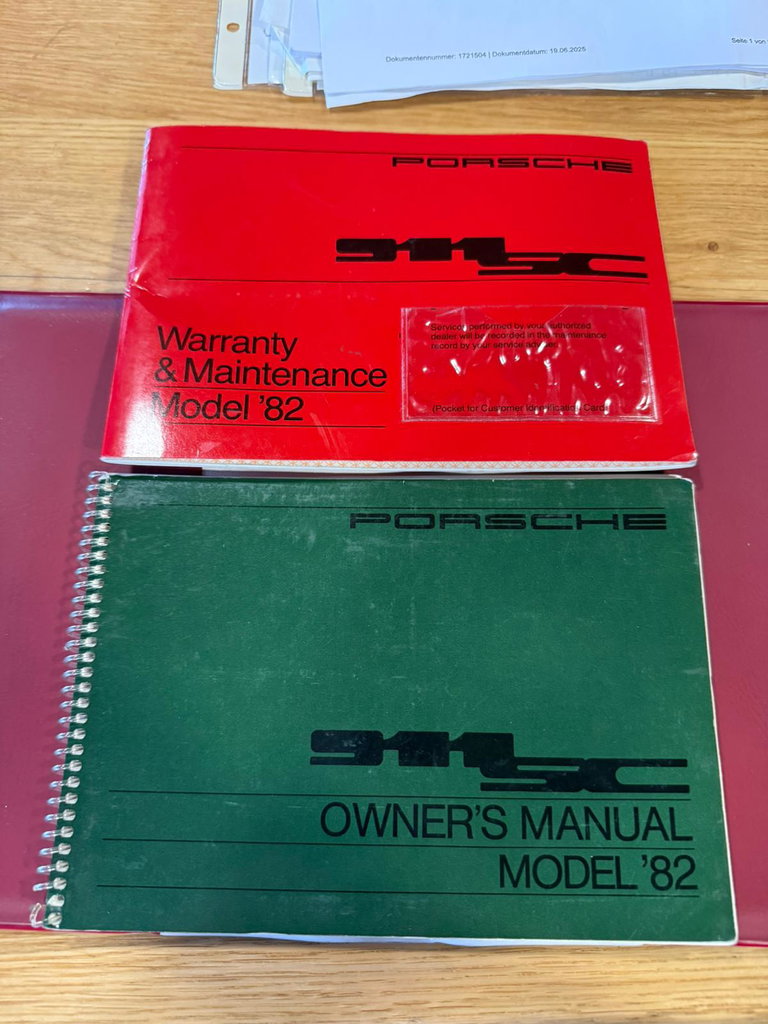 Dokumentennummer: 1721504 | Dokumentdatum: 19.06.2025
Seite 1 von
PORSCHE
911SC
Warranty
& Maintenance
Model '82
Service performed by your authorized
dealer will be recorded in the maintenance
record by your service adviser.
(Pocket for Customer Identification Card)
PORSCHE
911SC
OWNER'S MANUAL
MODEL '82